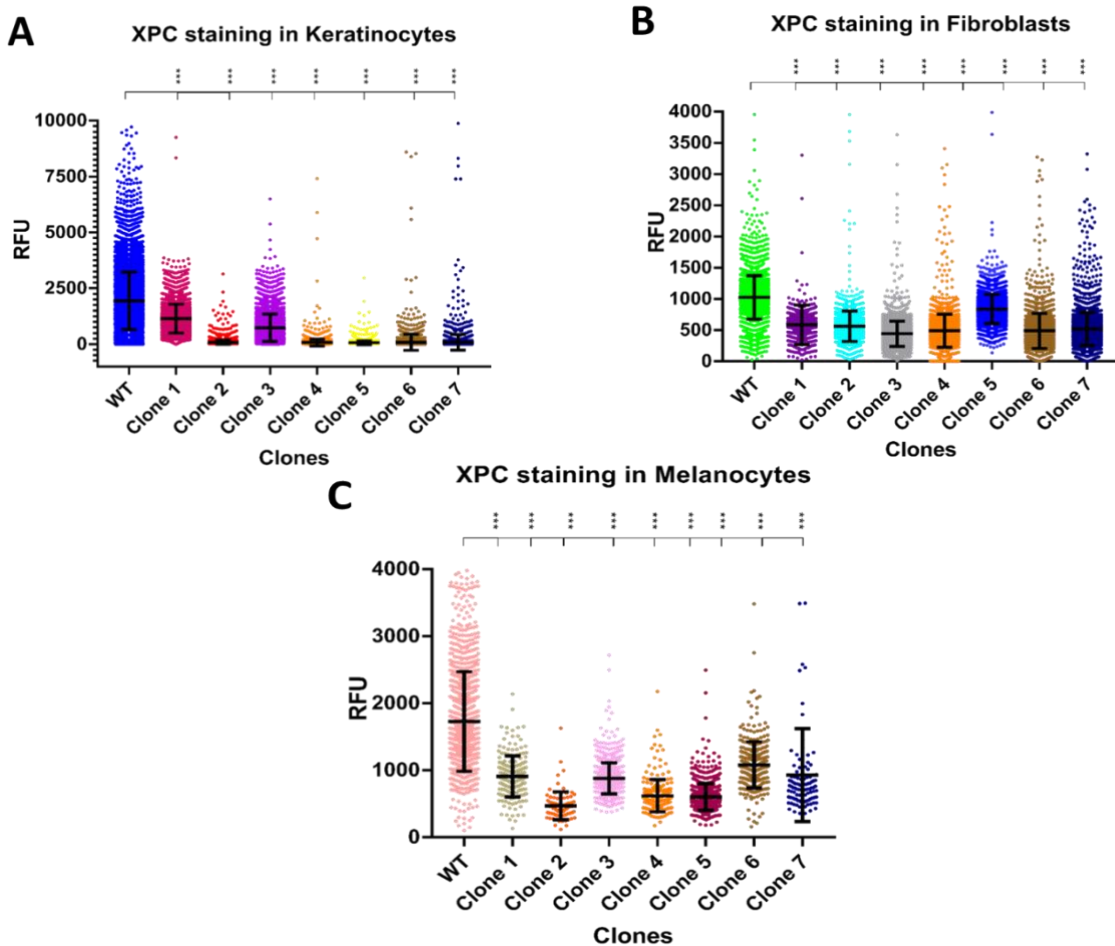 A
XPC staining in Keratinocytes
*** *** *** *** *** *** ***
10000
7500
5000
2500
0
RFU
WT Clone 1 Clone 2 Clone 3 Clone 4 Clone 5 Clone 6 Clone 7
Clones
B
XPC staining in Fibroblasts
*** *** *** *** *** *** *** ***
4000
3500
3000
2500
2000
1500
1000
500
0
RFU
WT Clone 1 Clone 2 Clone 3 Clone 4 Clone 5 Clone 6 Clone 7
Clones
C
XPC staining in Melanocytes
*** *** *** *** *** *** *** *** ***
4000
3000
2000
1000
0
RFU
WT Clone 1 Clone 2 Clone 3 Clone 4 Clone 5 Clone 6 Clone 7
Clones